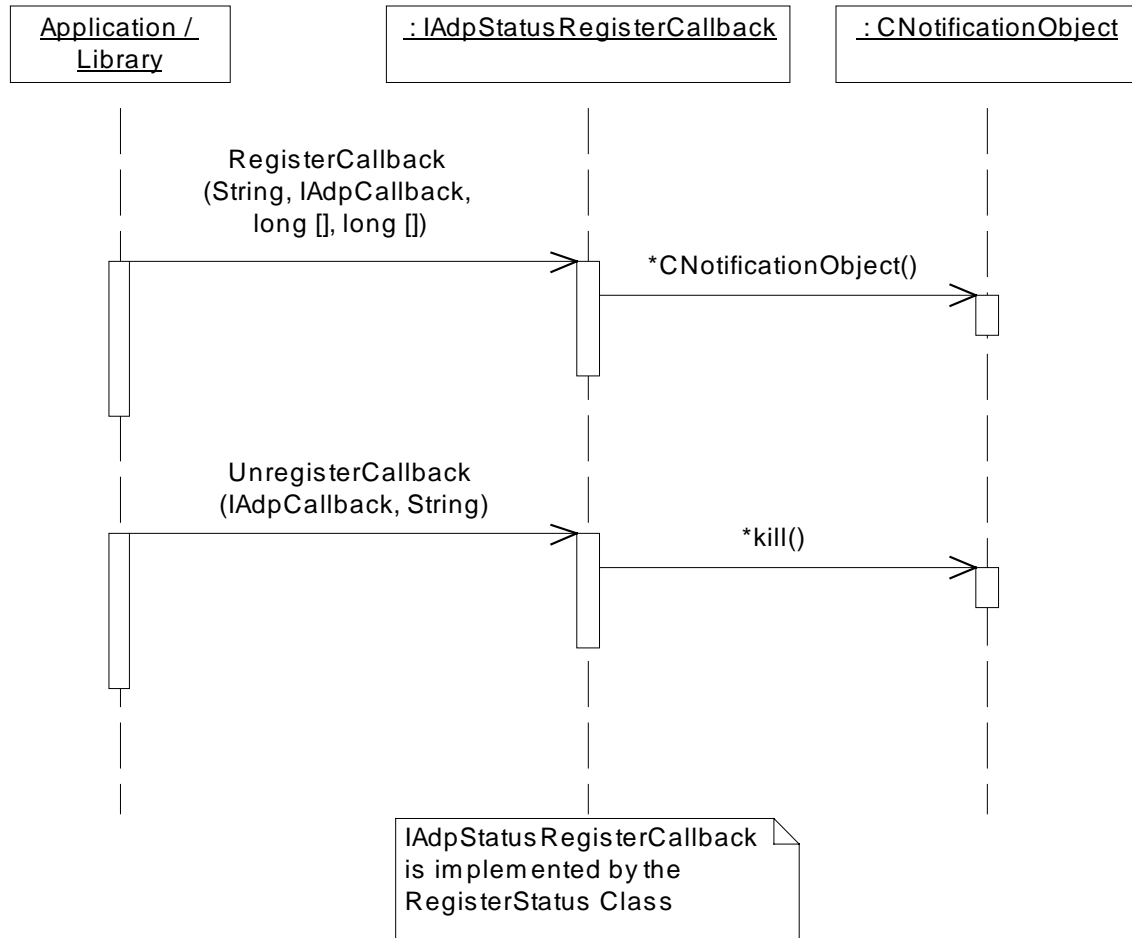 Application /
Library
: IAdpStatusRegisterCallback
: CNotificationObject
RegisterCallback
(String, IAdpCallback,
long [], long [])
*CNotificationObject()
UnregisterCallback
(IAdpCallback, String)
*kill()
IAdpStatusRegisterCallback
is implemented by the
RegisterStatus Class